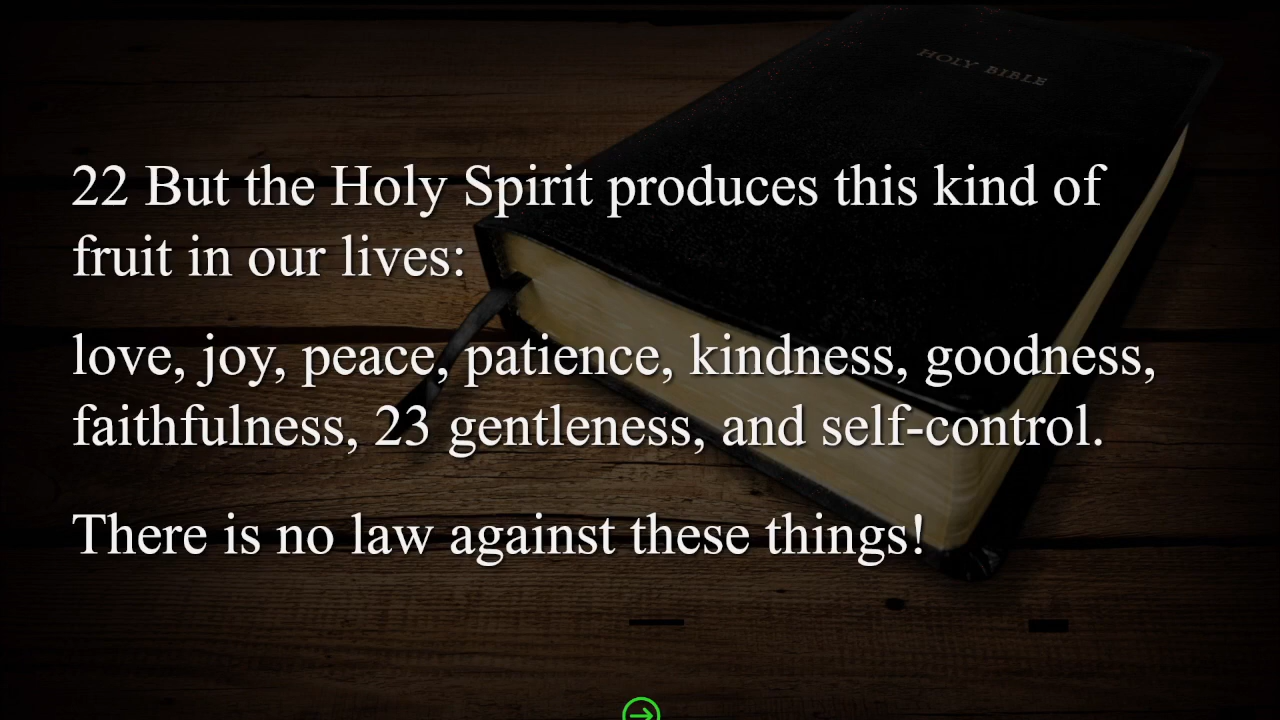 HOLY BIBLE
22 But the Holy Spirit produces this kind of
fruit in our lives:
love, joy, peace, patience, kindness, goodness,
faithfulness, 23 gentleness, and self-control.
There is no law against these things!